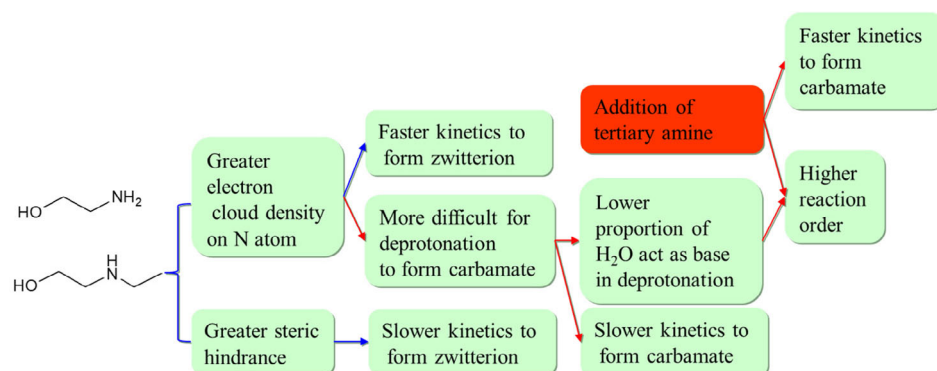 HO
NH2
HO
H
N
Greater
electron
cloud density
on N atom
Greater steric
hindrance
Faster kinetics to
form zwitterion
More difficult for
deprotonation
to form carbamate
Slower kinetics to
form zwitterion
Addition of
tertiary amine
Lower
proportion of
H2O act as base
in deprotonation
Slower kinetics to
form carbamate
Faster kinetics
to form
carbamate
Higher
reaction
order